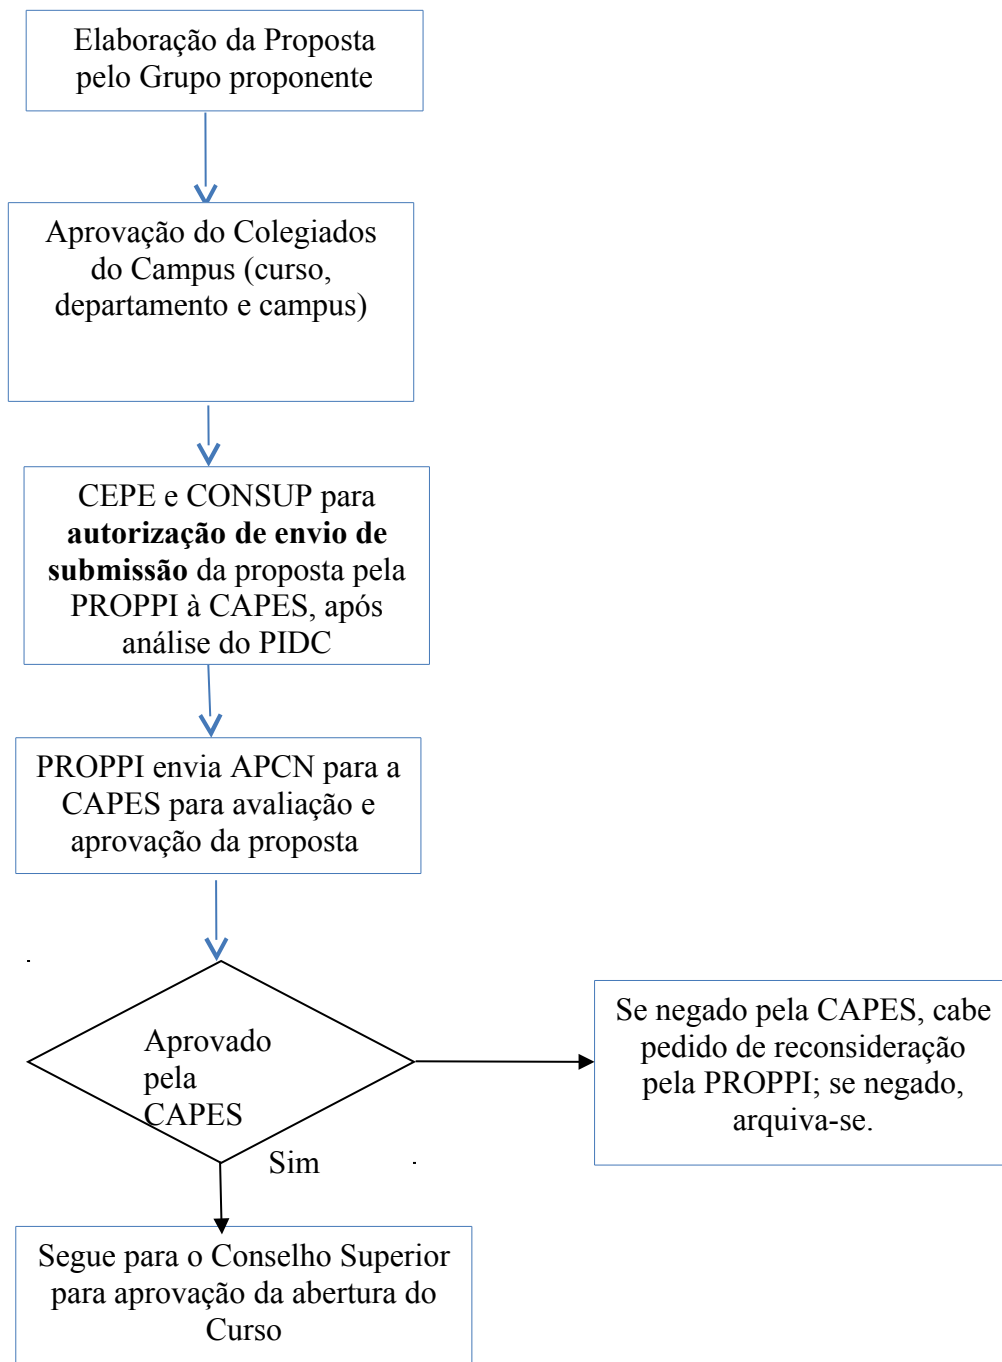 Elaboração da Proposta
pelo Grupo proponente
Aprovação do Colegiados
do Campus (curso,
departamento e campus)
CEPE e CONSUP para
autorização de envio de
submissão da proposta pela
PROPPI à CAPES, após
análise do PIDC
PROPPI envia APCN para a
CAPES para avaliação e
aprovação da proposta
Aprovado
pela
CAPES
Se negado pela CAPES, cabe
pedido de reconsideração
pela PROPPI; se negado,
arquiva-se.
Sim
Segue para o Conselho Superior
para aprovação da abertura do
Curso